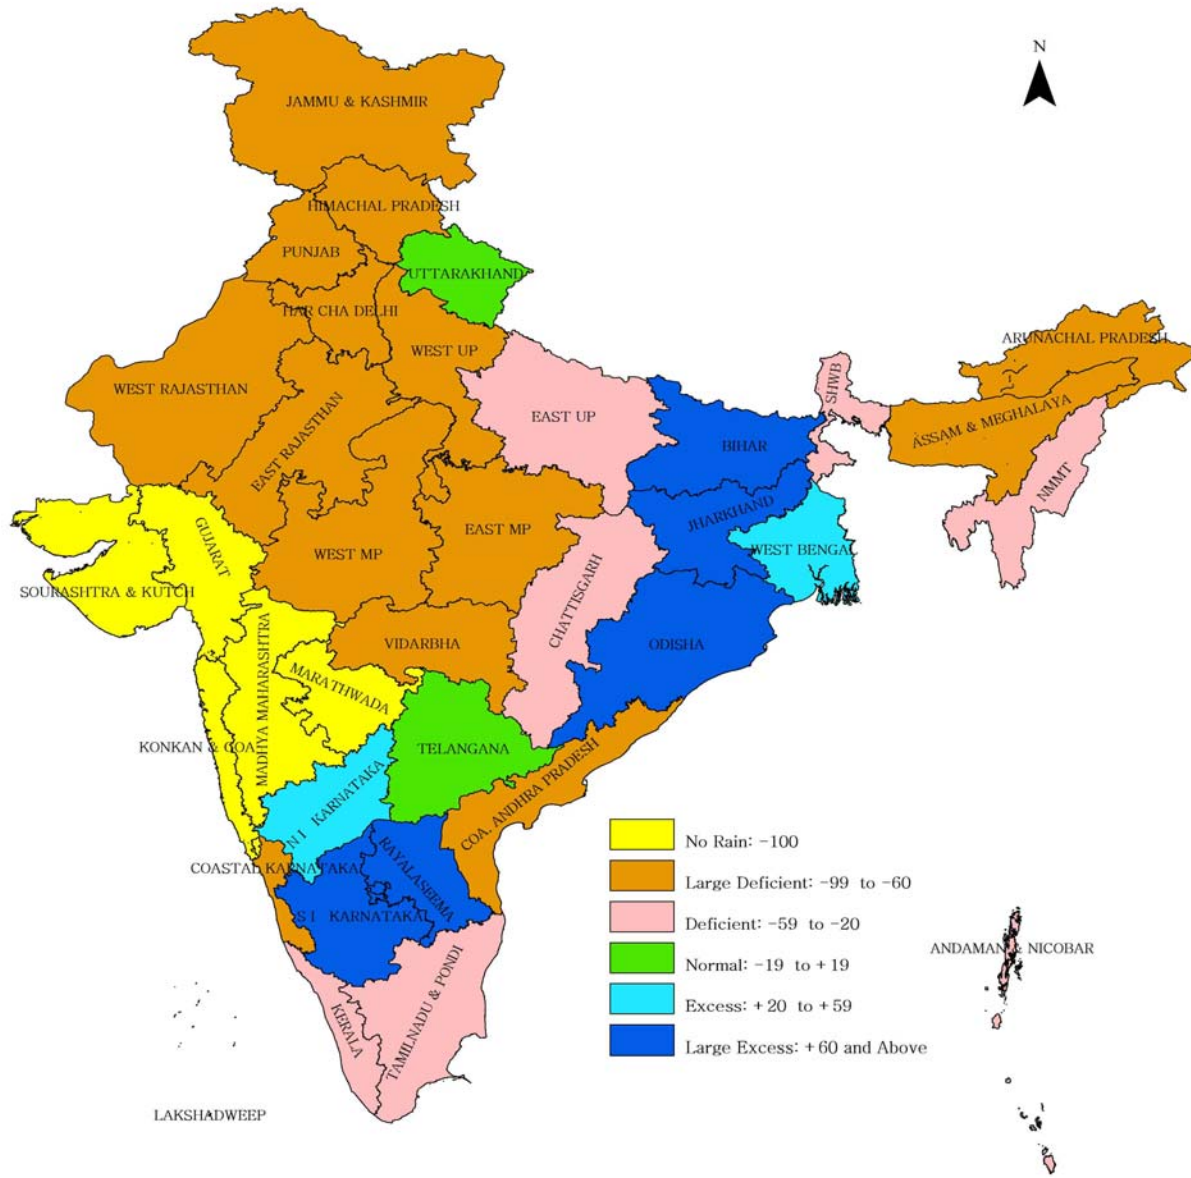 N
JAMMU & KASHMIR
HIMACHAL PRADESH
PUNJAB
UTTARAKHAND
HAR CHA DELHI
WEST UP
ARUNACHAL PRADESH
WEST RAJASTHAN
SHWB
EAST UP
EAST RAJASTHAN
BIHAR
ASSAM & MEGHALAYA
NMMT
JHARKHAND
GUJARAT
WEST MP
EAST MP
WEST BENGAL
SOURASHTRA & KUTCH
CHATTISGARH
VIDARBHA
ODISHA
MADHYA MAHARASHTRA
MARATHWADA
KONKAN & GOA
TELANGANA
N I KARNATAKA
COA. ANDHRA PRADESH
COASTAL KARNATAKA
RAYALASEEMA
S I KARNATAKA
KERALA
TAMILNADU & PONDI
ANDAMAN & NICOBAR
LAKSHADWEEP
No Rain: -100
Large Deficient: -99 to -60
Deficient: -59 to -20
Normal: -19 to +19
Excess: +20 to +59
Large Excess: +60 and Above